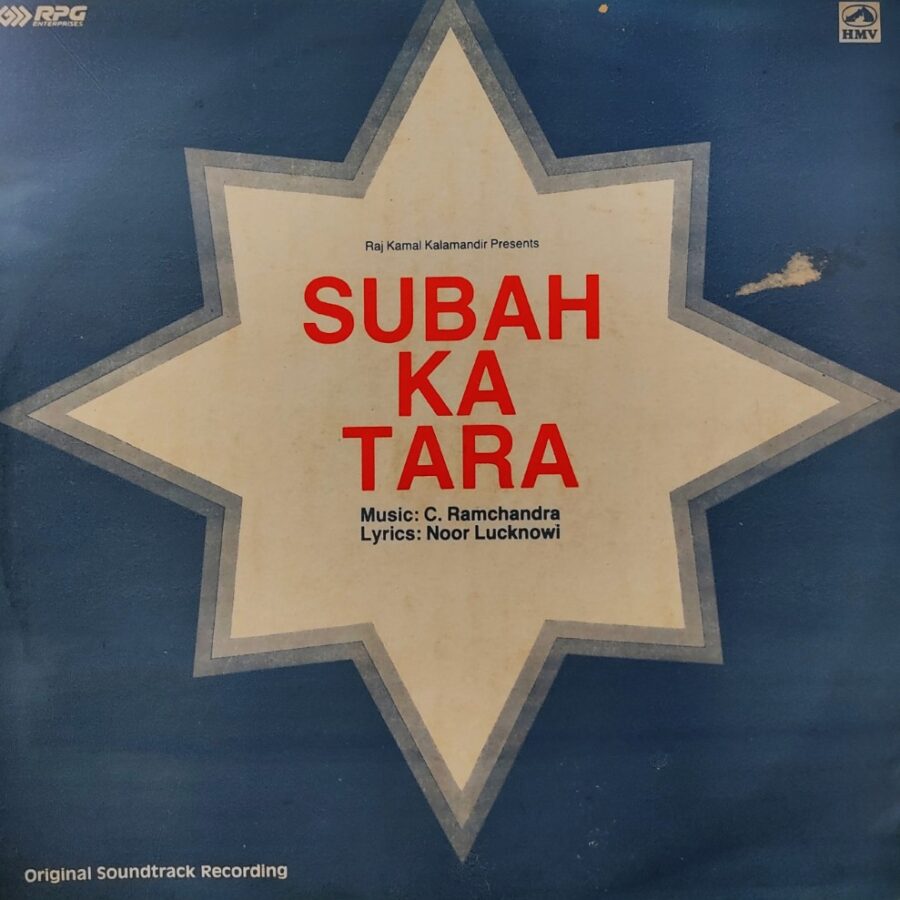 RPG
ENTERPRISES
HMV
Raj Kamal Kalamandir Presents
SUBAH
KA
TARA
Music: C. Ramchandra
Lyrics: Noor Lucknowi
Original Soundtrack Recording